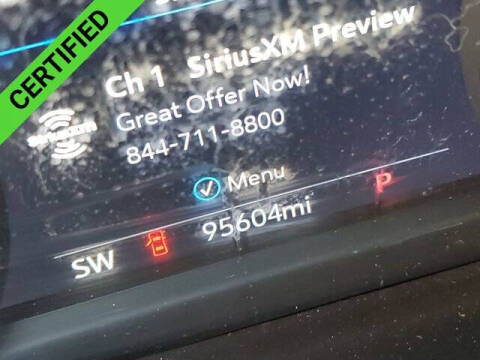 CERTIFIED
Ch 1 SiriusXM Preview
Great Offer Now!
844-711-8800
Menu
P
95604mi
SW